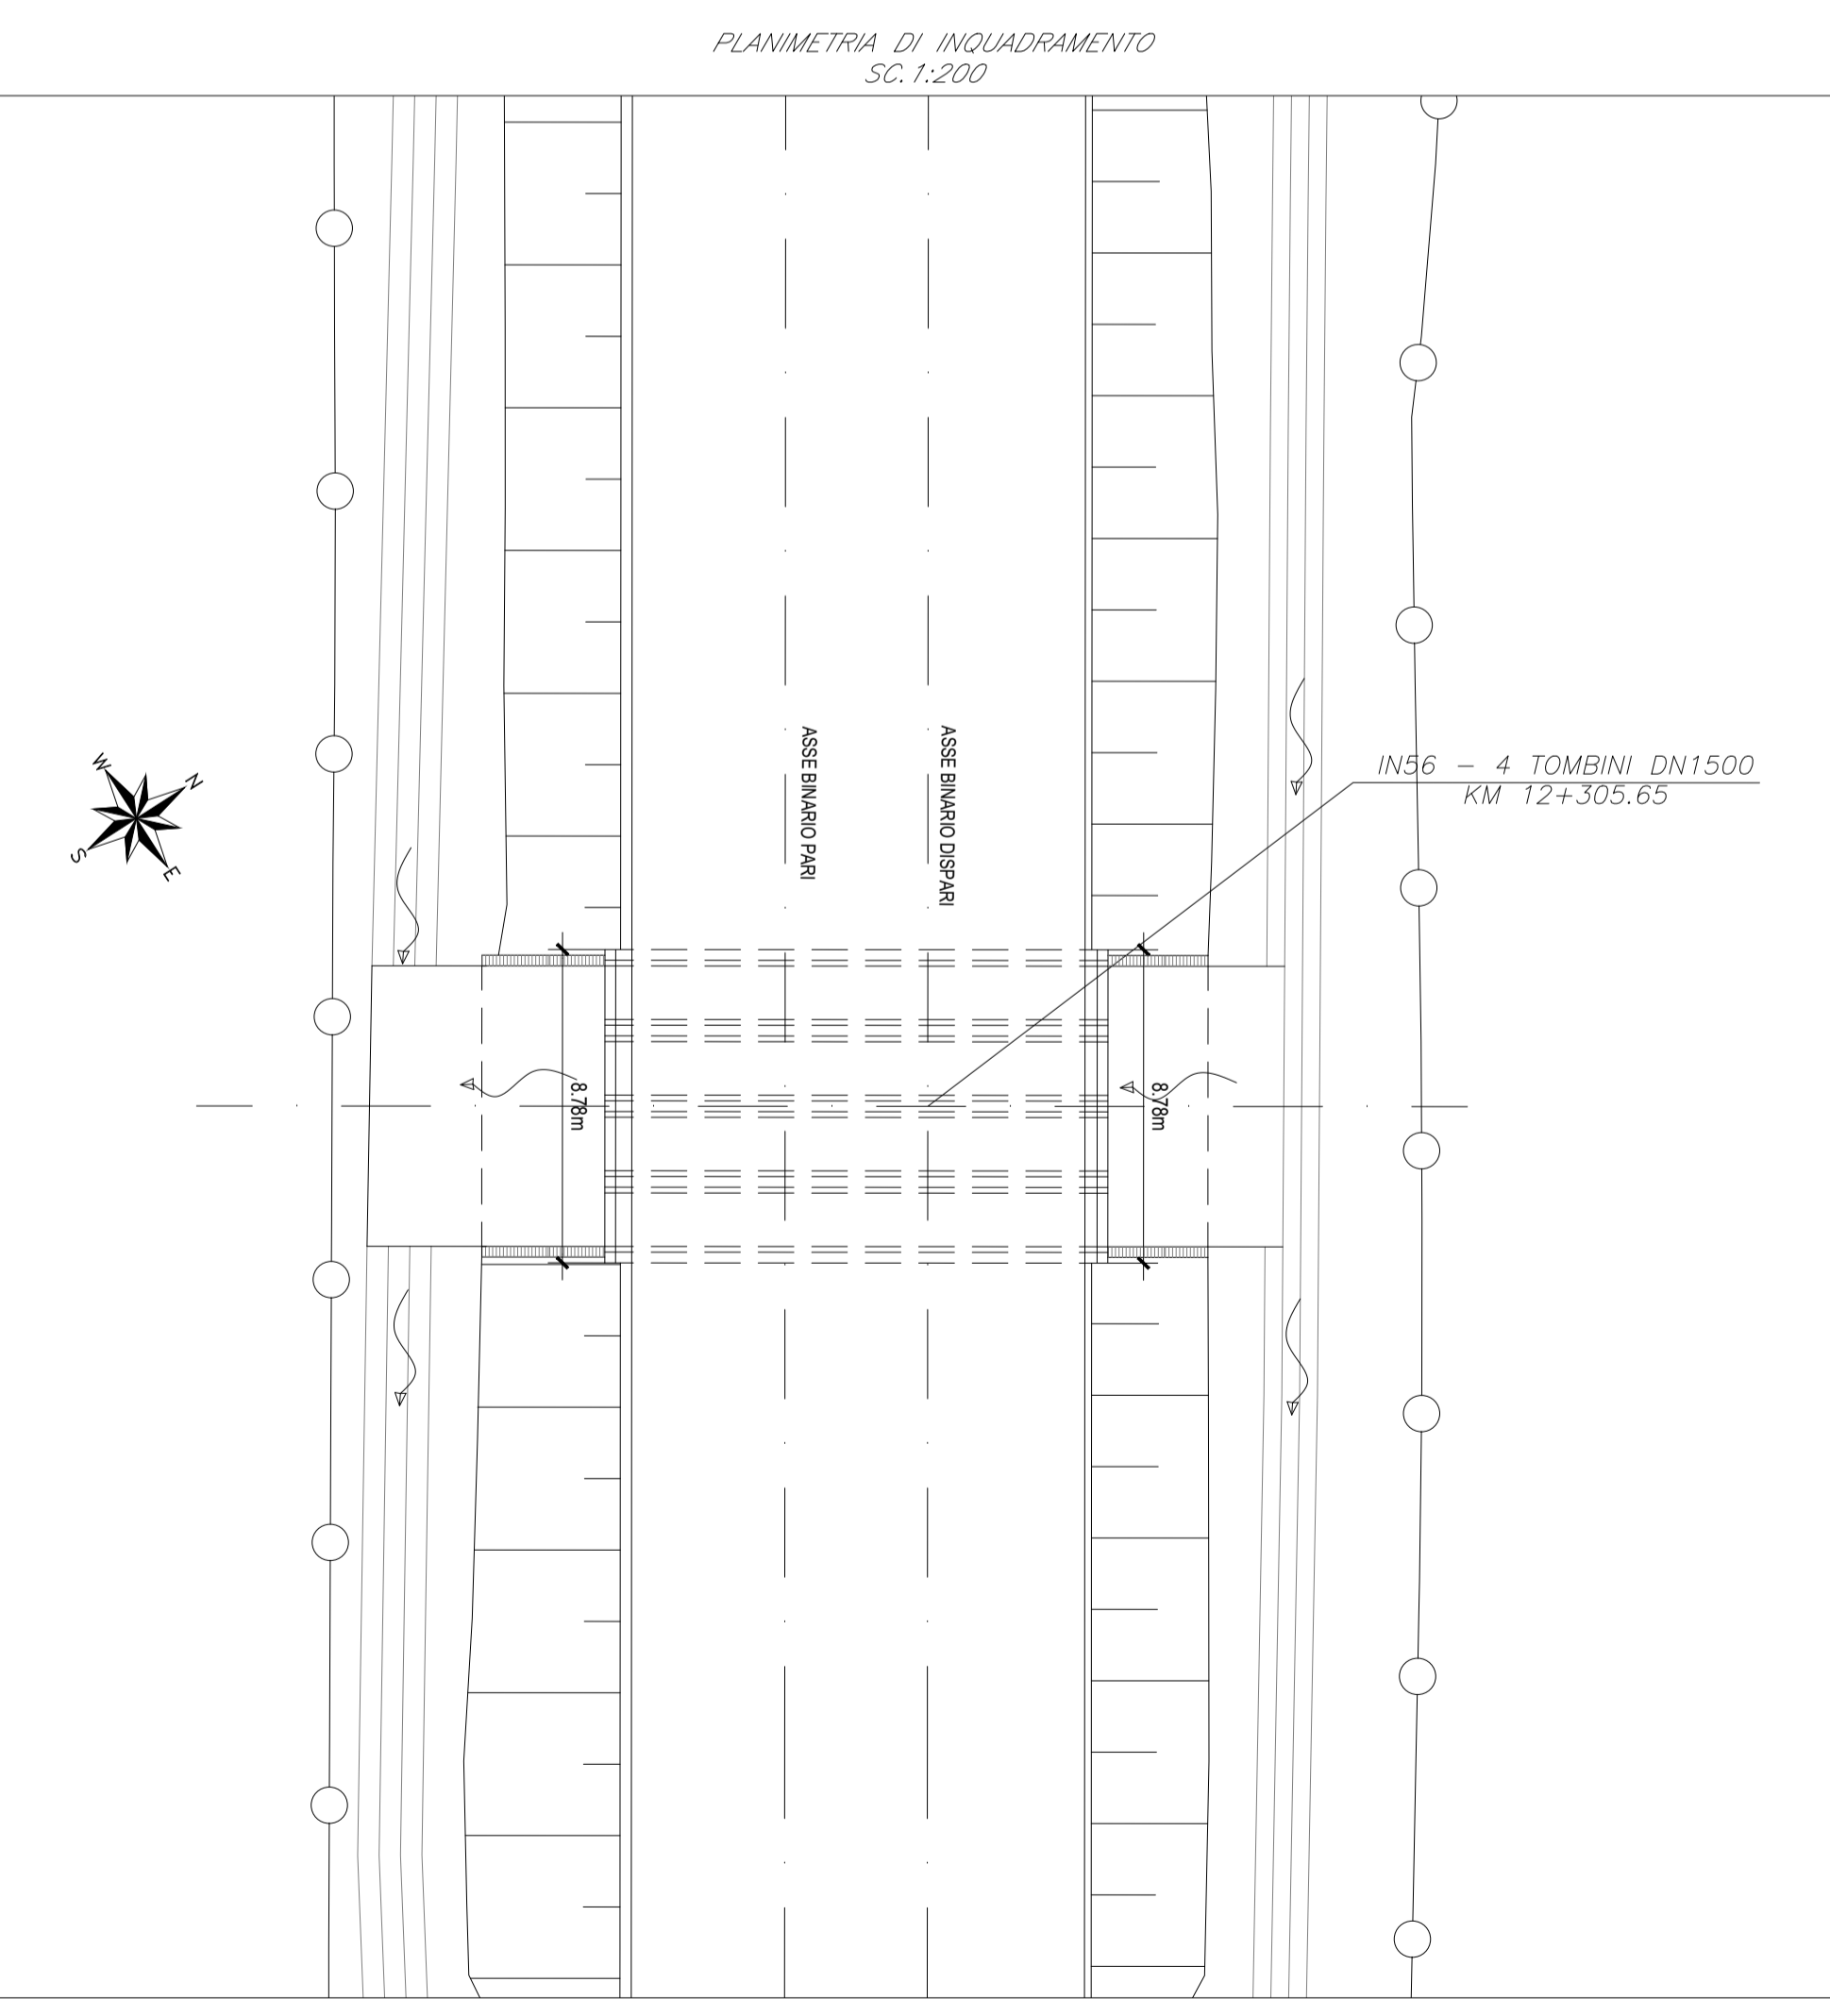 PLANIMETRIA DI INQUADRAMENTO
SC.1:200
ASSE BINARIO PARI
ASSE BINARIO DISPARI
IN56 - 4 TOMBINI DN1500
KM 12+305.65
W
N
S
E
8.78m
8.78m